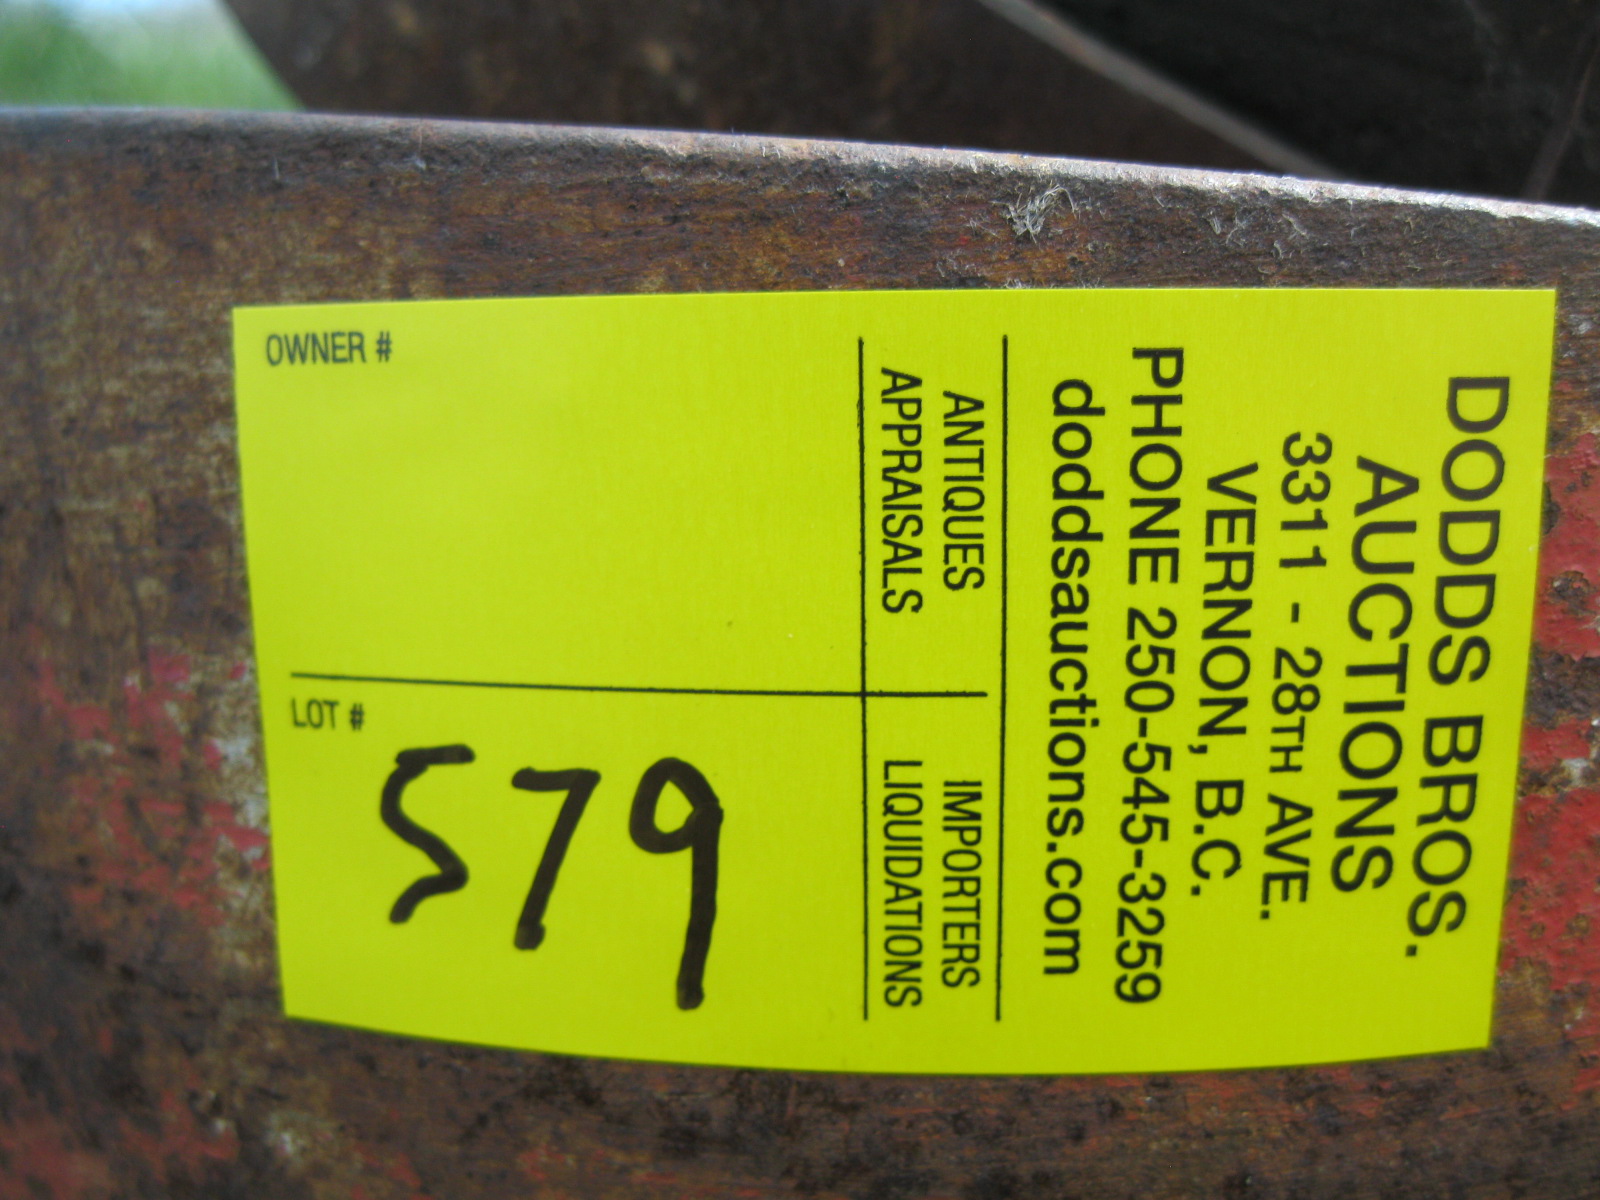 DODDS BROS.
AUCTIONS
3311 - 28TH AVE.
VERNON, B.C.
PHONE 250-545-3259
doddsauctions.com
ANTIQUES IMPORTERS
APPRAISALS LIQUIDATIONS
OWNER #
LOT #
579